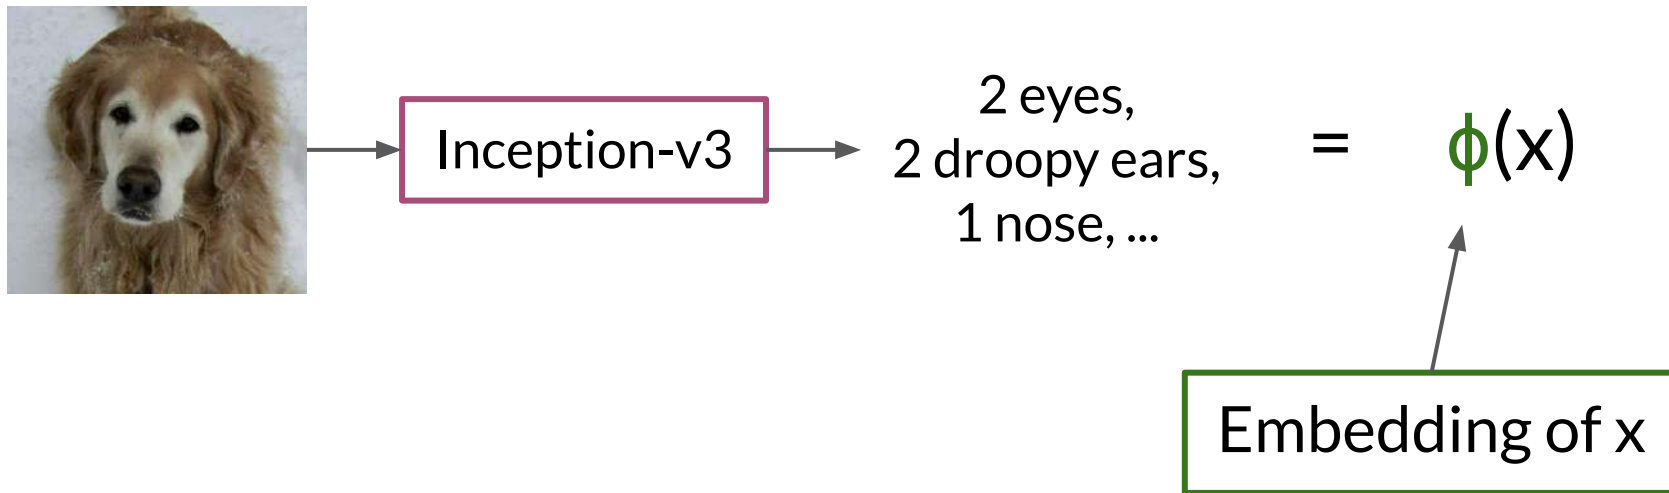 Inception-v3
2 eyes,
2 droopy ears,
1 nose, ...
=
ϕ(x)
Embedding of x